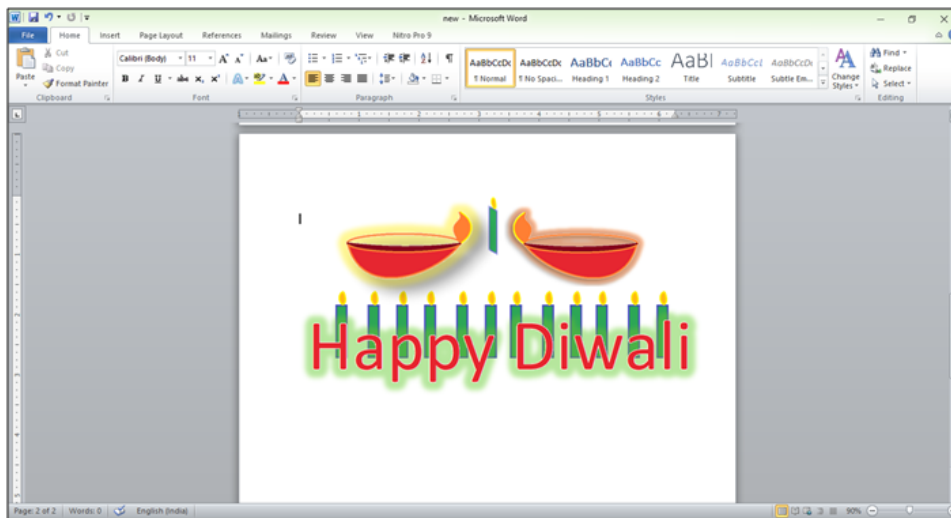 new - Microsoft Word
File Home Insert Page Layout References Mailings Review View Nitro Pro 9
Paste
Cut
Copy
Format Painter
Clipboard
Calibri (Body) 11
Font
Paragraph
AaBbCcDc AaBbCcDc AaBbCc AaBbCc AaBl AaBbCcL AaBbCcDc
¶ Normal ¶ No Spaci... Heading 1 Heading 2 Title Subtitle Subtle Em...
Styles
Change
Styles
Find
Replace
Select
Editing
Happy Diwali
Page: 2 of 2 Words: 0 English (India) 90%